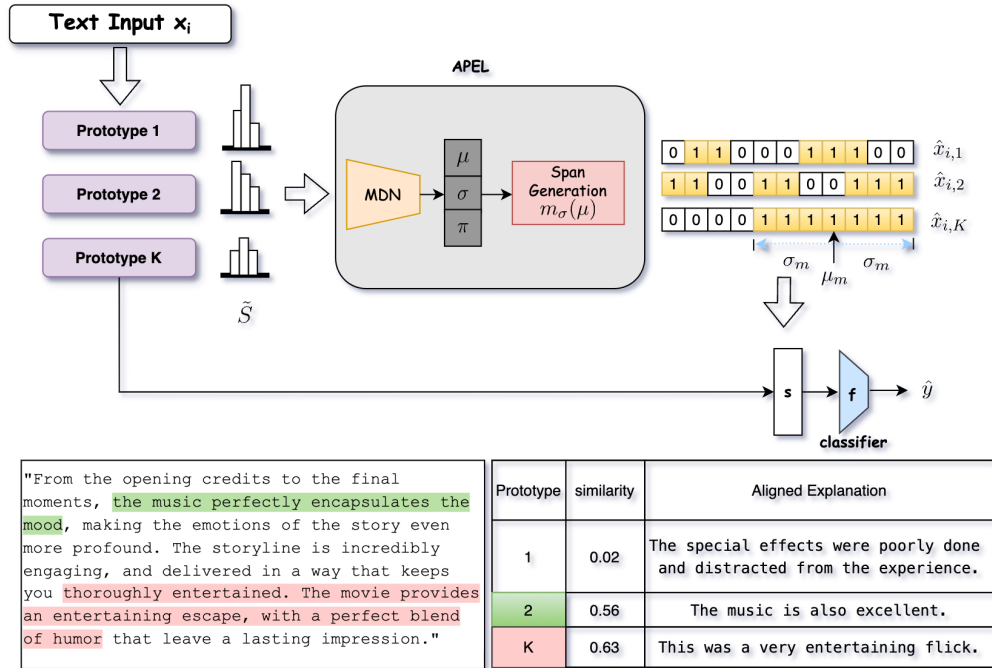 Text Input xᵢ
APEL
Prototype 1
Prototype 2
Prototype K
S̃
MDN
μ
σ
π
Span
Generation
m_σ(μ)
0 1 1 0 0 0 1 1 1 0 0 x̂_{i,1}
1 1 0 0 1 1 0 0 1 1 1 x̂_{i,2}
0 0 0 0 1 1 1 1 1 1 1 x̂_{i,K}
σ_m μ_m σ_m
s
f
ŷ
classifier
"From the opening credits to the final
moments, the music perfectly encapsulates the
mood, making the emotions of the story even
more profound. The storyline is incredibly
engaging, and delivered in a way that keeps
you thoroughly entertained. The movie provides
an entertaining escape, with a perfect blend
of humor that leave a lasting impression."
Prototype similarity Aligned Explanation
1 0.02 The special effects were poorly done
and distracted from the experience.
2 0.56 The music is also excellent.
K 0.63 This was a very entertaining flick.